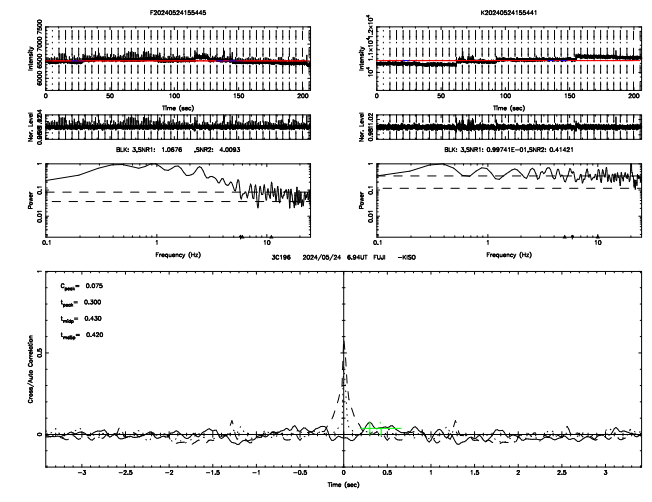 F20240524155445
K20240524155441
Intensity
6000 6500 7000 7500
0 50 100 150 200
Time (sec)
Intensity
10⁴ 1.1×10⁴ 1.2×10⁴
0 50 100 150 200
Time (sec)
Nor. Level
Nor. Level
BLK: 3,SNR1: 1.0676 ,SNR2: 4.0093
BLK: 3,SNR1: 0.99741E-01,SNR2: 0.41421
Power
0.01 0.1 1
0.1 1 10
Frequency (Hz)
Power
0.01 0.1 1
0.1 1 10
Frequency (Hz)
3C196 2024/05/24 6.94UT FUJI -KISO
Cross/Auto Correlation
0 0.5 1
Cpeak= 0.075
tpeak= 0.300
tmidp= 0.430
0.420
-3 -2.5 -2 -1.5 -1 -0.5 0 0.5 1 1.5 2 2.5 3
Time (sec)